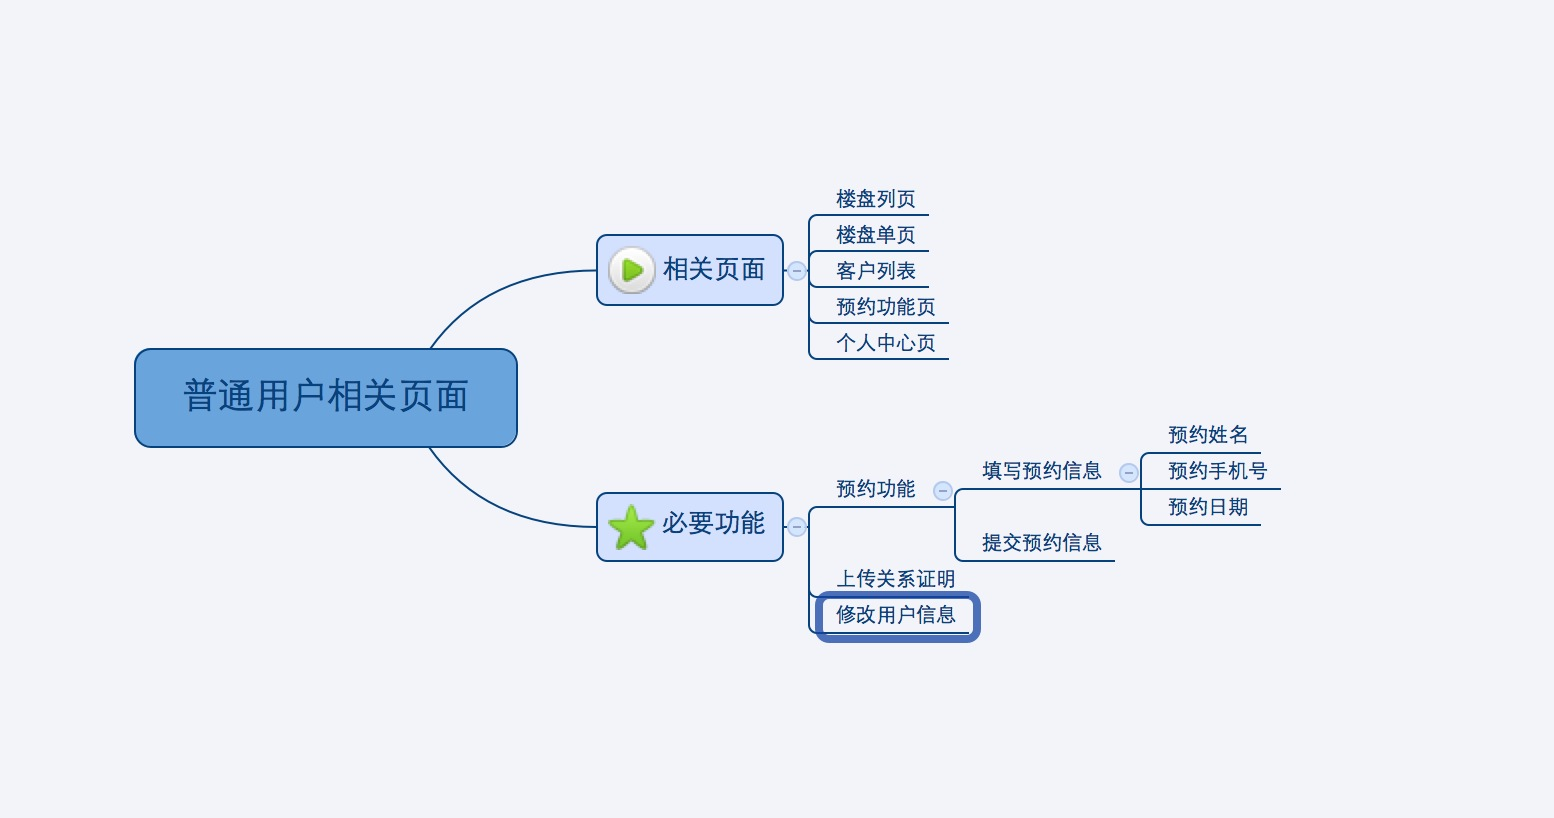 普通用户相关页面
相关页面
楼盘列页
楼盘单页
客户列表
预约功能页
个人中心页
必要功能
预约功能
填写预约信息
预约姓名
预约手机号
预约日期
提交预约信息
上传关系证明
修改用户信息